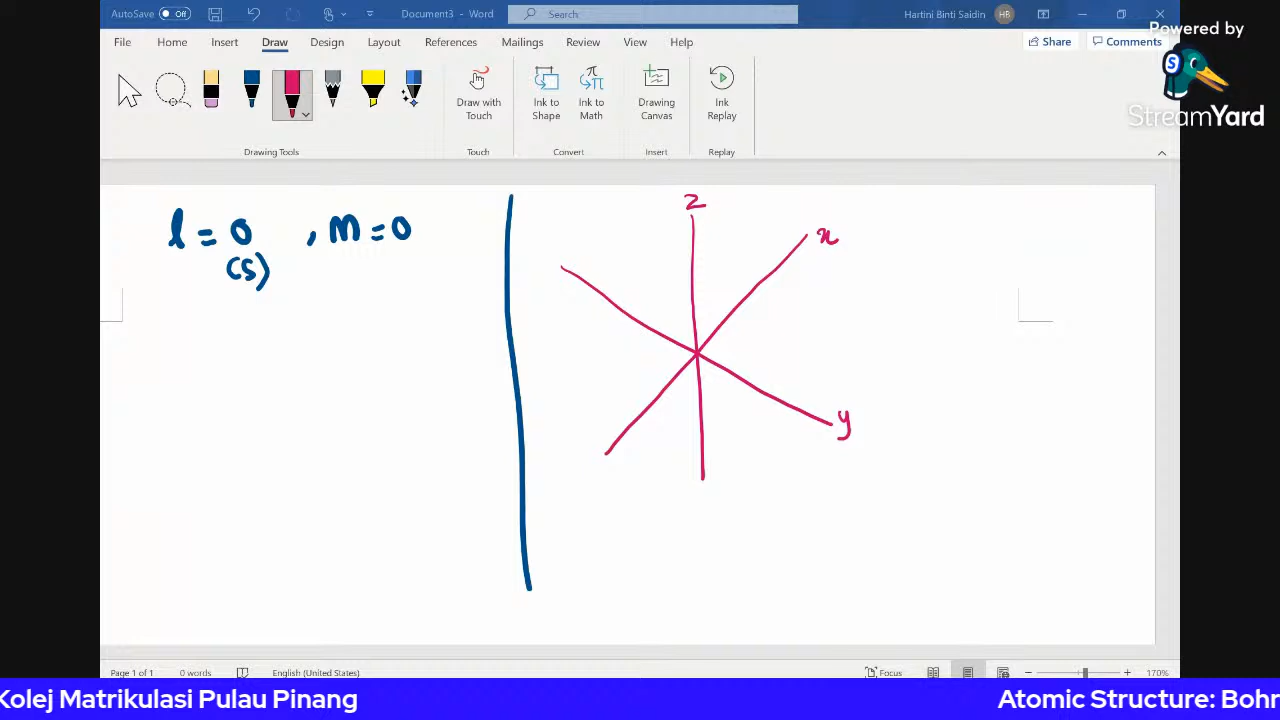 AutoSave Off
Document3 - Word
Search
Hartini Binti Saidin HB
Powered by
StreamYard
File Home Insert Draw Design Layout References Mailings Review View Help
Share Comments
Draw with Touch
Ink to Shape
Ink to Math
Drawing Canvas
Ink Replay
Drawing Tools Touch Convert Insert Replay
l = 0 , m = 0
(s)
z
x
y
Page 1 of 1 0 words English (United States) Focus 170%
Kolej Matrikulasi Pulau Pinang
Atomic Structure: Bohr